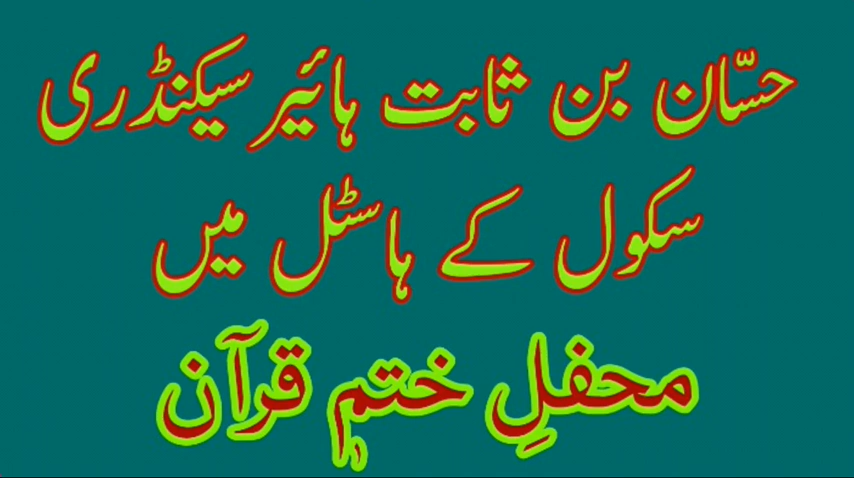 حسّان بن ثابت ہائیر سیکنڈری
سکول کے ہاسٹل میں
محفلِ ختمِ قرآن